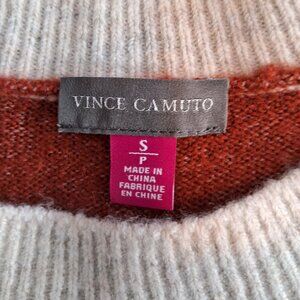 VINCE CAMUTO
S
P
MADE IN
CHINA
FABRIQUE
EN CHINE